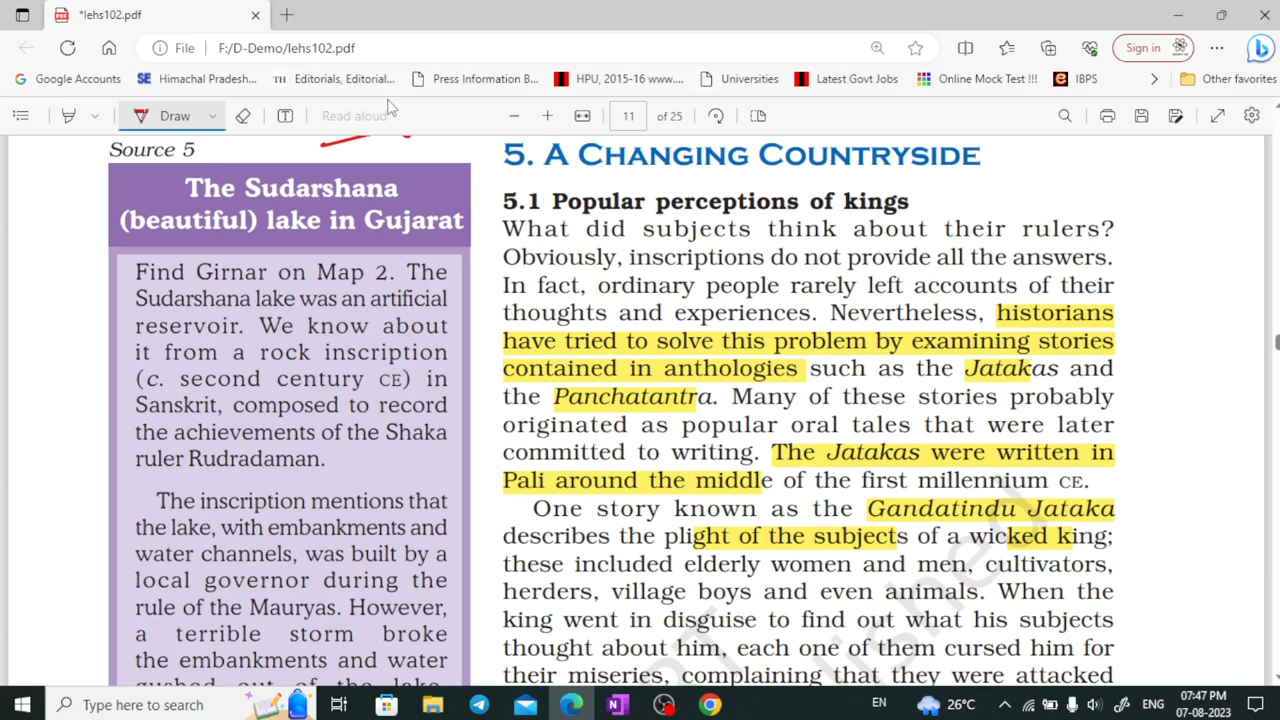 *lehs102.pdf
File F:/D-Demo/lehs102.pdf
Sign in
Google Accounts
SE Himachal Pradesh...
TH Editorials, Editorial...
Press Information B...
HPU, 2015-16 www....
Universities
Latest Govt Jobs
Online Mock Test !!!
e IBPS
Other favorites
Draw
Read aloud
11 of 25
Source 5
The Sudarshana
(beautiful) lake in Gujarat
Find Girnar on Map 2. The
Sudarshana lake was an artificial
reservoir. We know about
it from a rock inscription
(c. second century CE) in
Sanskrit, composed to record
the achievements of the Shaka
ruler Rudradaman.
The inscription mentions that
the lake, with embankments and
water channels, was built by a
local governor during the
rule of the Mauryas. However,
a terrible storm broke
the embankments and water
gushed out of the lake.
5. A CHANGING COUNTRYSIDE
5.1 Popular perceptions of kings
What did subjects think about their rulers?
Obviously, inscriptions do not provide all the answers.
In fact, ordinary people rarely left accounts of their
thoughts and experiences. Nevertheless, historians
have tried to solve this problem by examining stories
contained in anthologies such as the Jatakas and
the Panchatantra. Many of these stories probably
originated as popular oral tales that were later
committed to writing. The Jatakas were written in
Pali around the middle of the first millennium CE.
One story known as the Gandatindu Jataka
describes the plight of the subjects of a wicked king;
these included elderly women and men, cultivators,
herders, village boys and even animals. When the
king went in disguise to find out what his subjects
thought about him, each one of them cursed him for
their miseries, complaining that they were attacked
Type here to search
EN
26°C
ENG
07:47 PM
07-08-2023